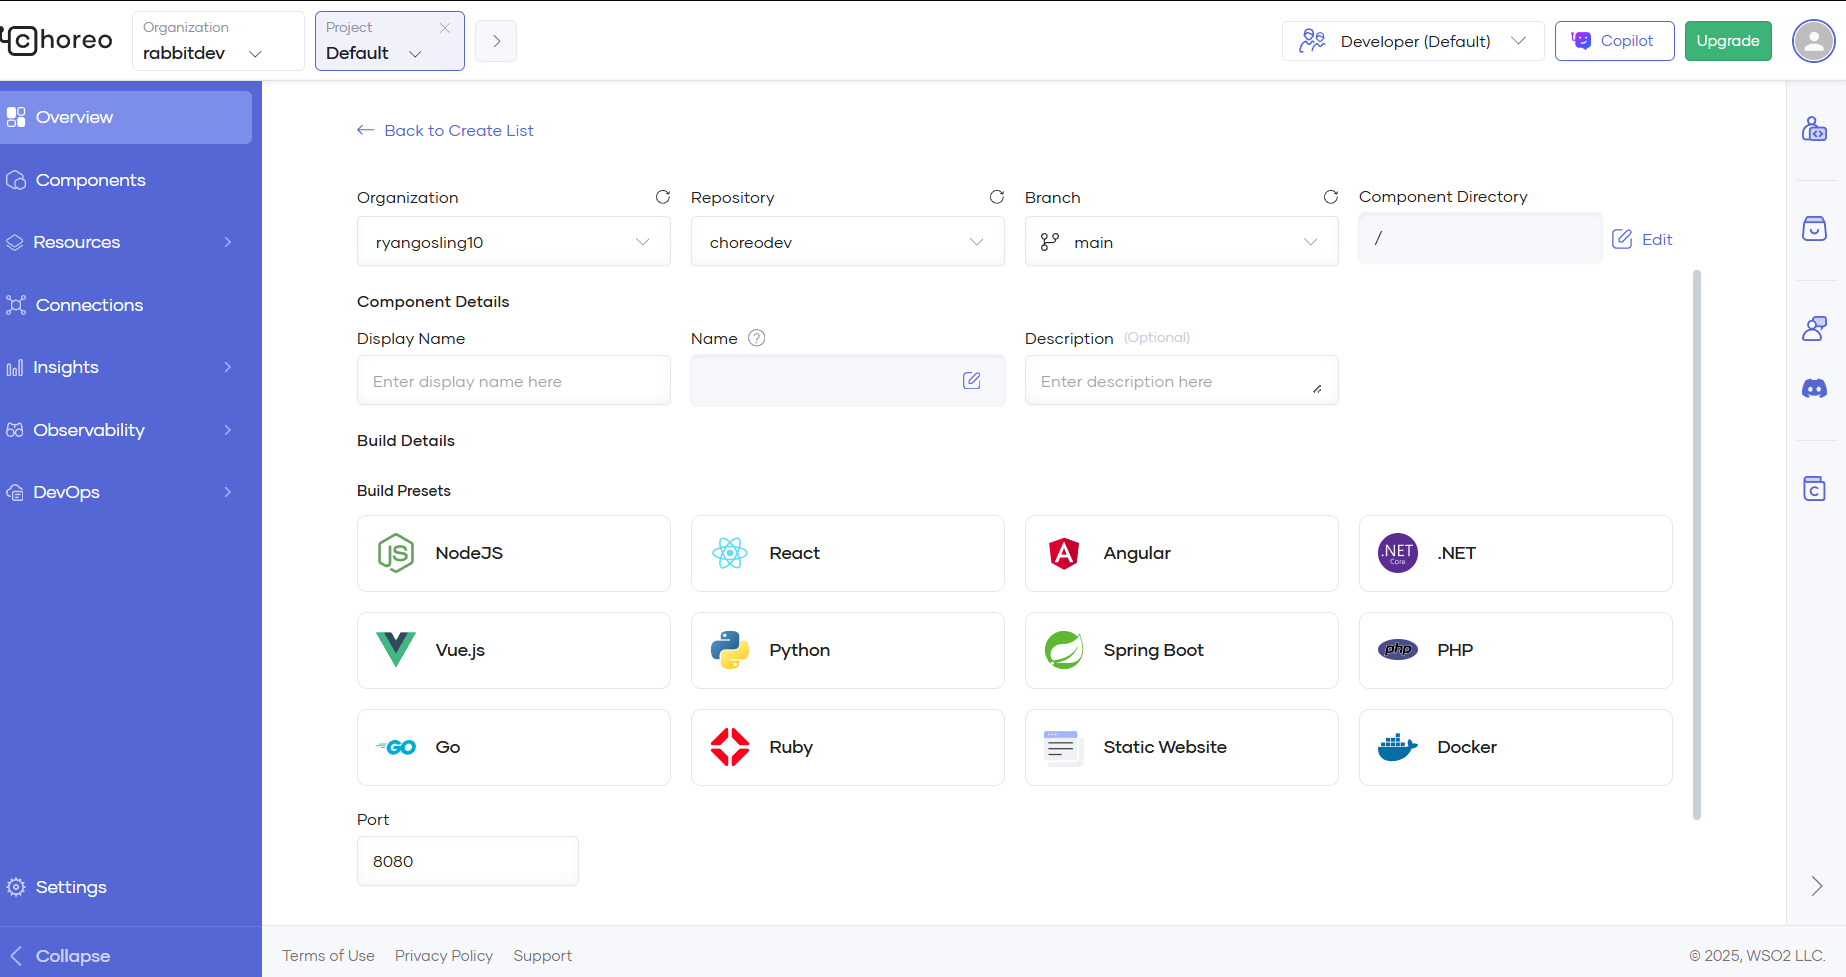 Choreo
Organization
rabbitdev
Project
Default
Developer (Default)
Copilot
Upgrade
Overview
Components
Resources
Connections
Insights
Observability
DevOps
Settings
Collapse
Back to Create List
Organization
Repository
Branch
Component Directory
ryangosling10
choreodev
main
/
Edit
Component Details
Display Name
Name
?
Description (Optional)
Enter display name here
Enter description here
Build Details
Build Presets
JS
NodeJS
React
A
Angular
.NET
Core
.NET
Vue.js
Python
Spring Boot
php
PHP
GO
Go
Ruby
Static Website
Docker
Port
8080
C
Terms of Use
Privacy Policy
Support
© 2025, WSO2 LLC.